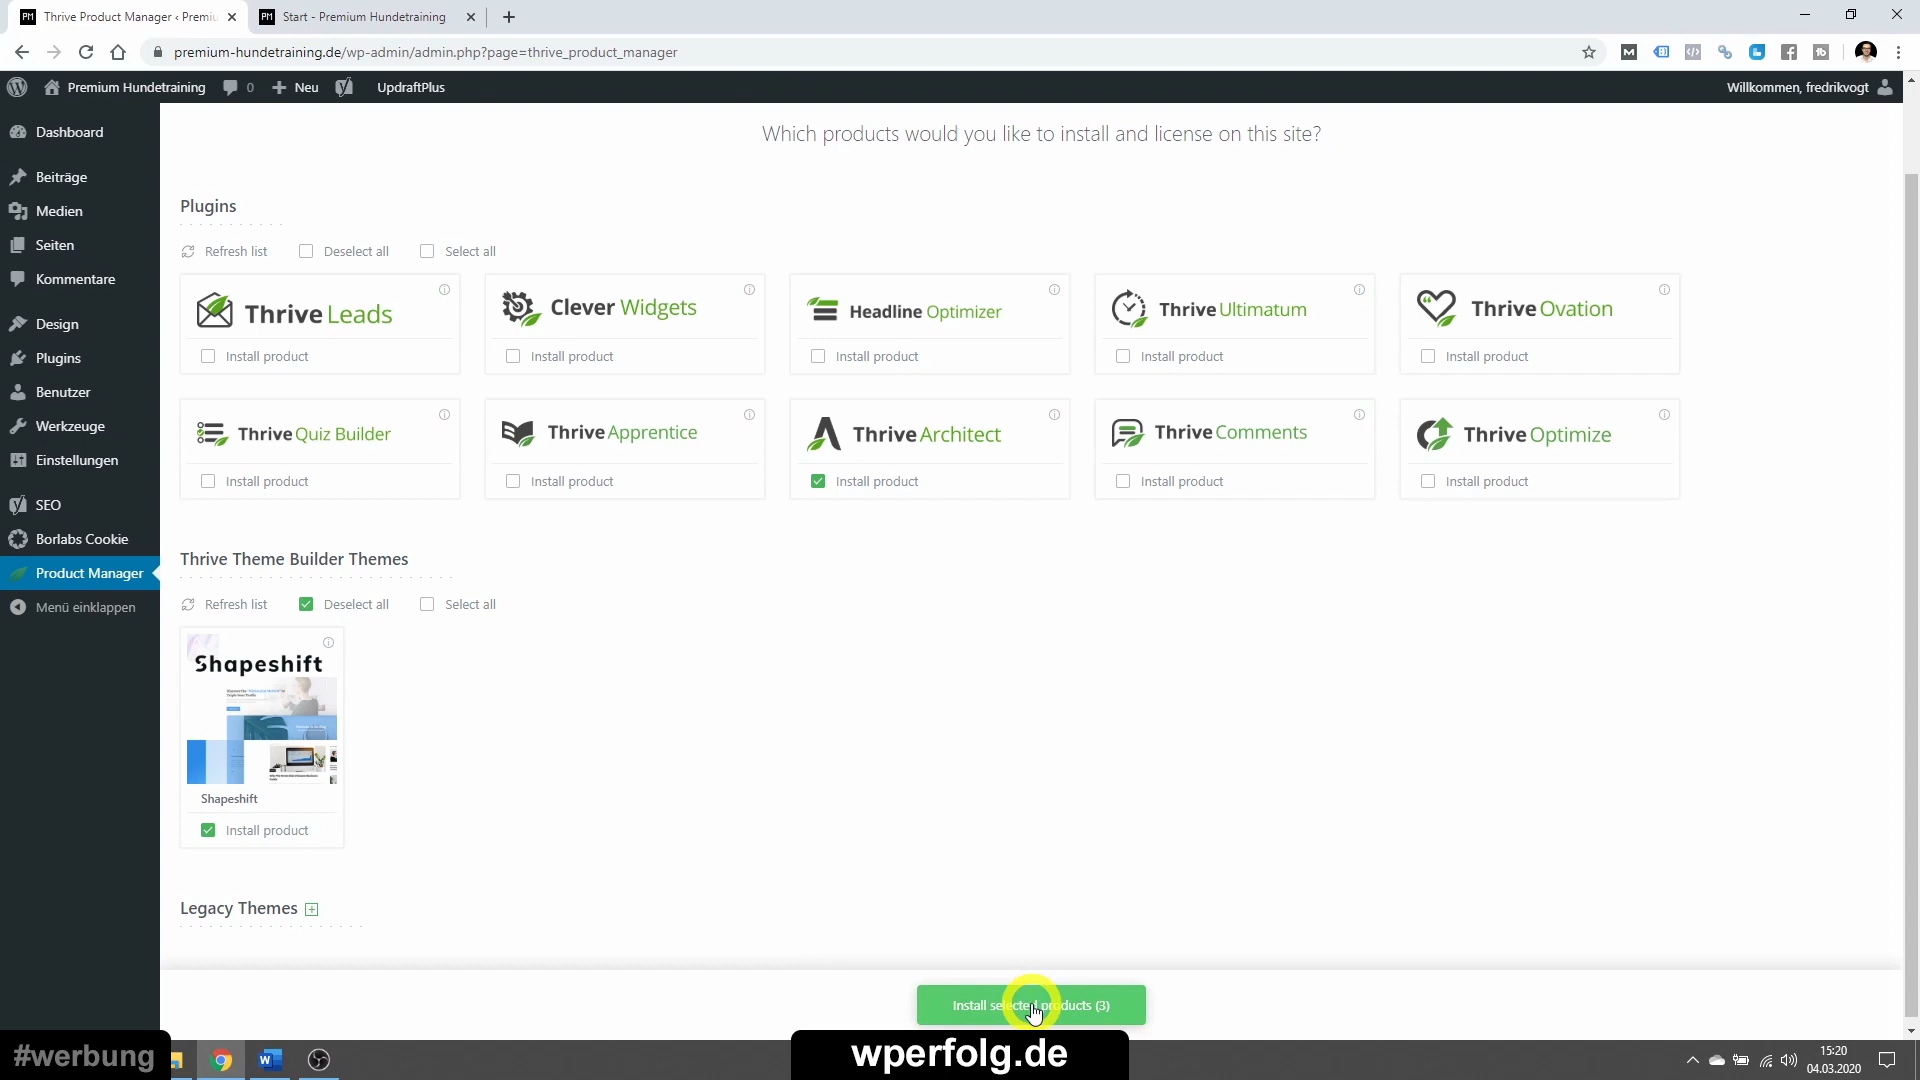 Thrive Product Manager ‹ Premiu
Start - Premium Hundetraining
premium-hundetraining.de/wp-admin/admin.php?page=thrive_product_manager
Premium Hundetraining
0
Neu
UpdraftPlus
Willkommen, fredrikvogt
Dashboard
Beiträge
Medien
Seiten
Kommentare
Design
Plugins
Benutzer
Werkzeuge
Einstellungen
SEO
Borlabs Cookie
Product Manager
Menü einklappen
Which products would you like to install and license on this site?
Plugins
Refresh list
Deselect all
Select all
Thrive Leads
Install product
Clever Widgets
Install product
Headline Optimizer
Install product
Thrive Ultimatum
Install product
Thrive Ovation
Install product
Thrive Quiz Builder
Install product
Thrive Apprentice
Install product
Thrive Architect
Install product
Thrive Comments
Install product
Thrive Optimize
Install product
Thrive Theme Builder Themes
Refresh list
Deselect all
Select all
Shapeshift
Shapeshift
Install product
Legacy Themes
Install selected products (3)
#werbung
wperfolg.de
15:20
04.03.2020